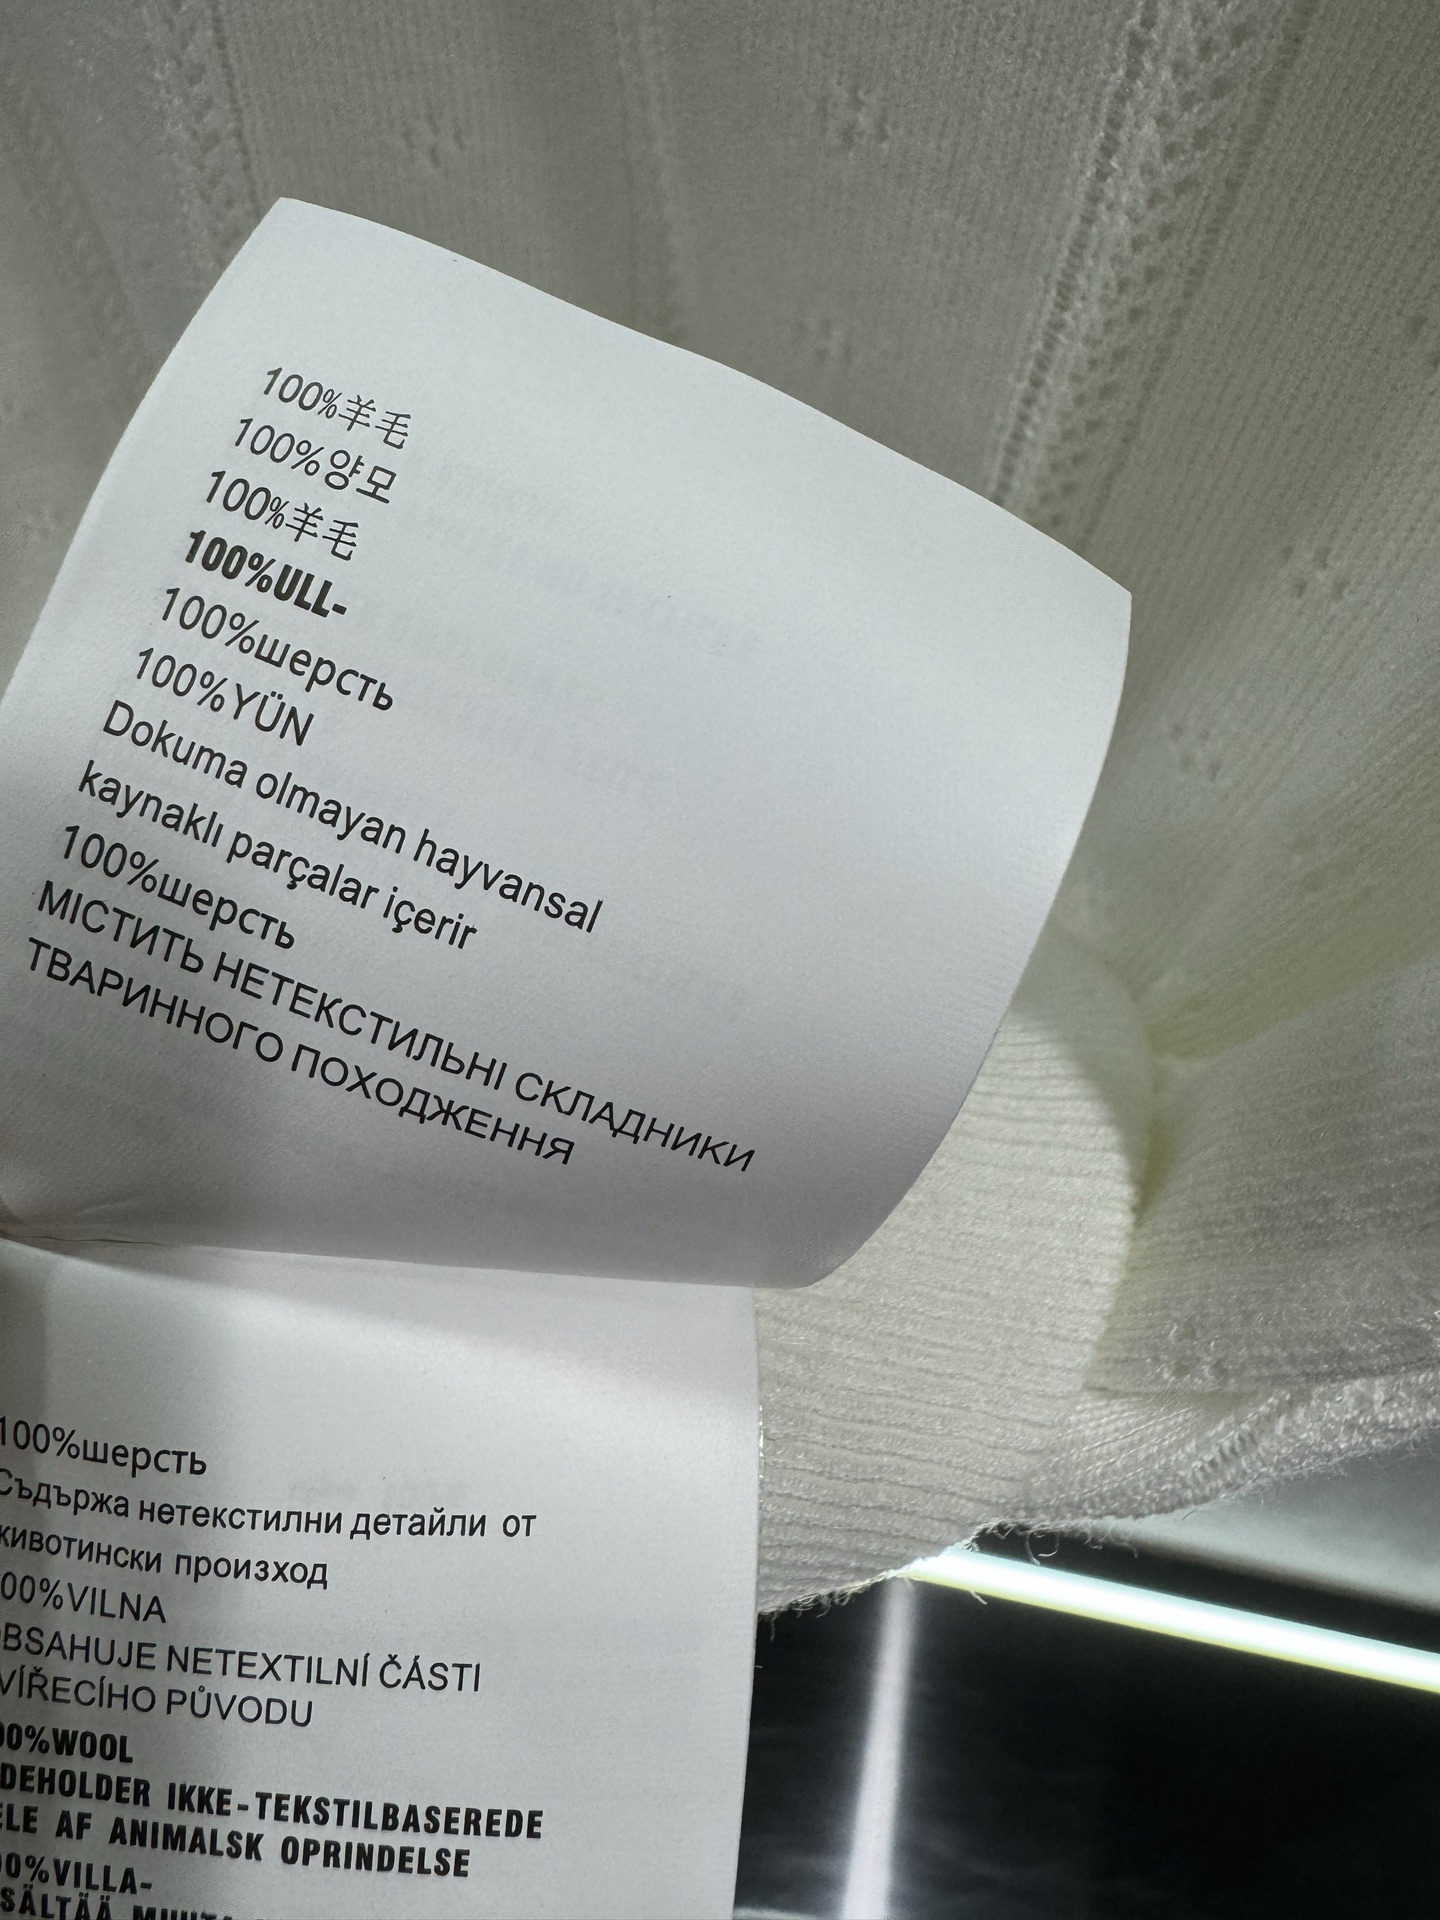 100%羊毛
100%양모
100%羊毛
100%ULL-
100%шерсть
100%YÜN
Dokuma olmayan hayvansal
kaynaklı parçalar içerir
100%шерсть
МІСТИТЬ НЕТЕКСТИЛЬНІ СКЛАДНИКИ
ТВАРИННОГО ПОХОДЖЕННЯ
100%шерсть
Съдържа нетекстилни детайли от
животински произход
00%VILNA
BSAHUJE NETEXTILNÍ ČÁSTI
VÍŘECÍHO PŮVODU
00%WOOL
DEHOLDER IKKE-TEKSTILBASEREDE
ELE AF ANIMALSK OPRINDELSE
00%VILLA-
SÄLTÄÄ